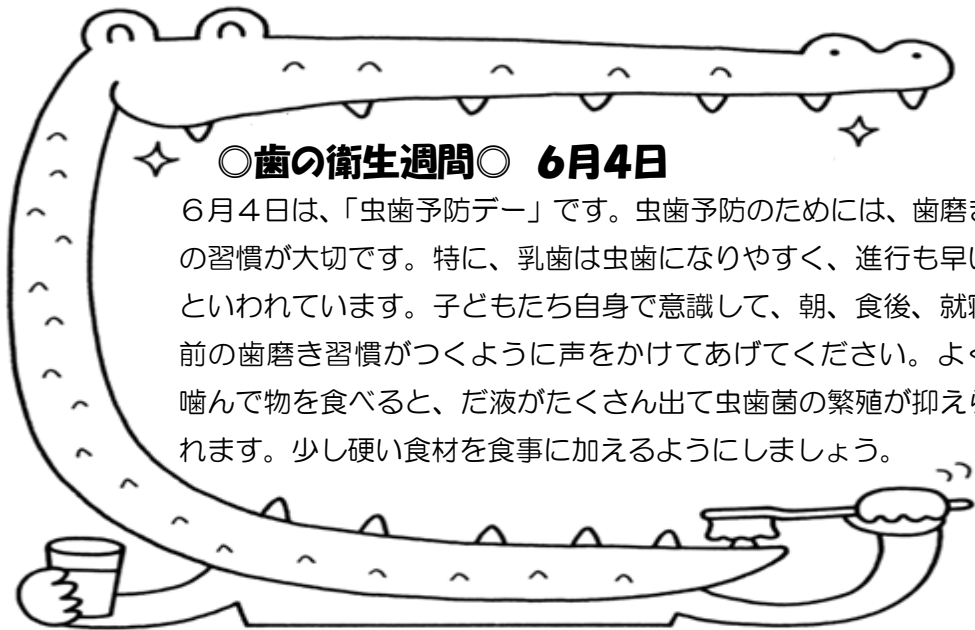 ◎歯の衛生週間◎ 6月4日
6月4日は、「虫歯予防デー」です。虫歯予防のためには、歯磨き
の習慣が大切です。特に、乳歯は虫歯になりやすく、進行も早い
といわれています。子どもたち自身で意識して、朝、食後、就寝
前の歯磨き習慣がつくように声をかけてあげてください。よく
噛んで物を食べると、だ液がたくさん出て虫歯菌の繁殖が抑えら
れます。少し硬い食材を食事に加えるようにしましょう。